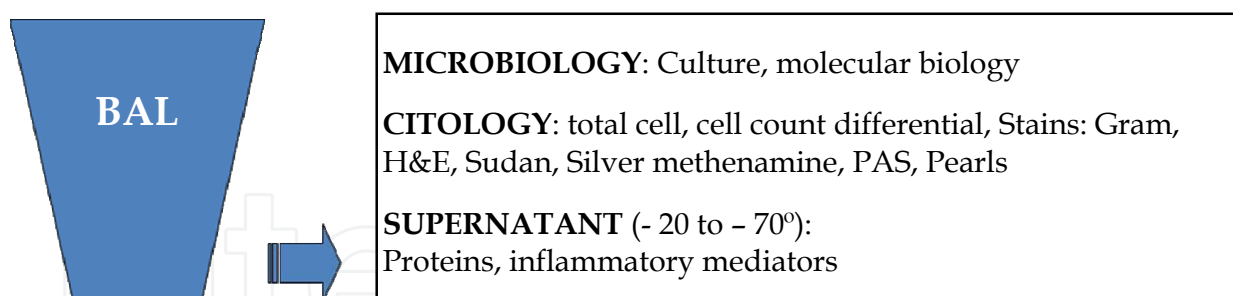 BAL
MICROBIOLOGY: Culture, molecular biology
CITOLOGY: total cell, cell count differential, Stains: Gram,
H&E, Sudan, Silver methenamine, PAS, Pearls
SUPERNATANT (- 20 to – 70º):
Proteins, inflammatory mediators